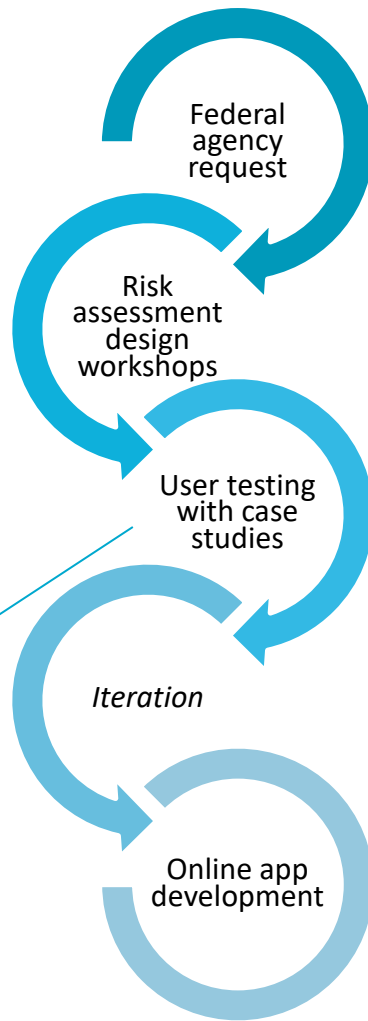 Federal
agency
request
Risk
assessment
design
workshops
User testing
with case
studies
Iteration
Online app
development